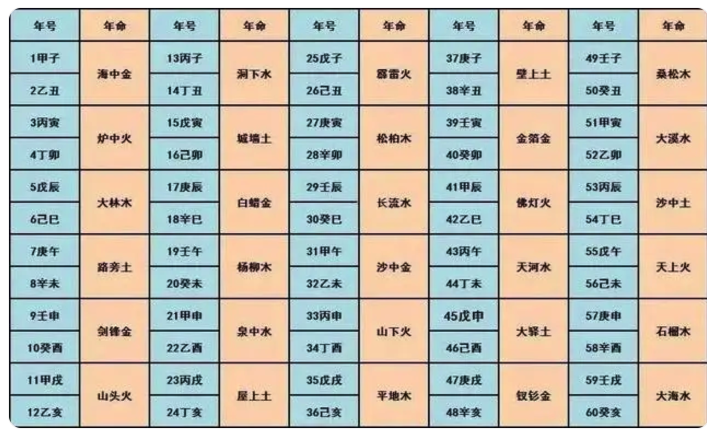 年号 年命 年号 年命 年号 年命 年号 年命 年号 年命
1甲子 13丙子 25戊子 37庚子 49壬子
海中金 洞下水 霹雷火 壁上土 桑松木
2乙丑 14丁丑 26己丑 38辛丑 50癸丑
3丙寅 15戊寅 27庚寅 39壬寅 51甲寅
炉中火 城墙土 松柏木 金箔金 大溪水
4丁卯 16己卯 28辛卯 40癸卯 52乙卯
5戊辰 17庚辰 29壬辰 41甲辰 53丙辰
大林木 白蜡金 长流水 佛灯火 沙中土
6己巳 18辛巳 30癸巳 42乙巳 54丁巳
7庚午 19壬午 31甲午 43丙午 55戊午
路旁土 杨柳木 沙中金 天河水 天上火
8辛未 20癸未 32乙未 44丁未 56己未
9壬申 21甲申 33丙申 45戊申 57庚申
剑锋金 泉中水 山下火 大驿土 石榴木
10癸酉 22乙酉 34丁酉 46己酉 58辛酉
11甲戌 23丙戌 35戊戌 47庚戌 59壬戌
山头火 屋上土 平地木 钗钐金 大海水
12乙亥 24丁亥 36己亥 48辛亥 60癸亥